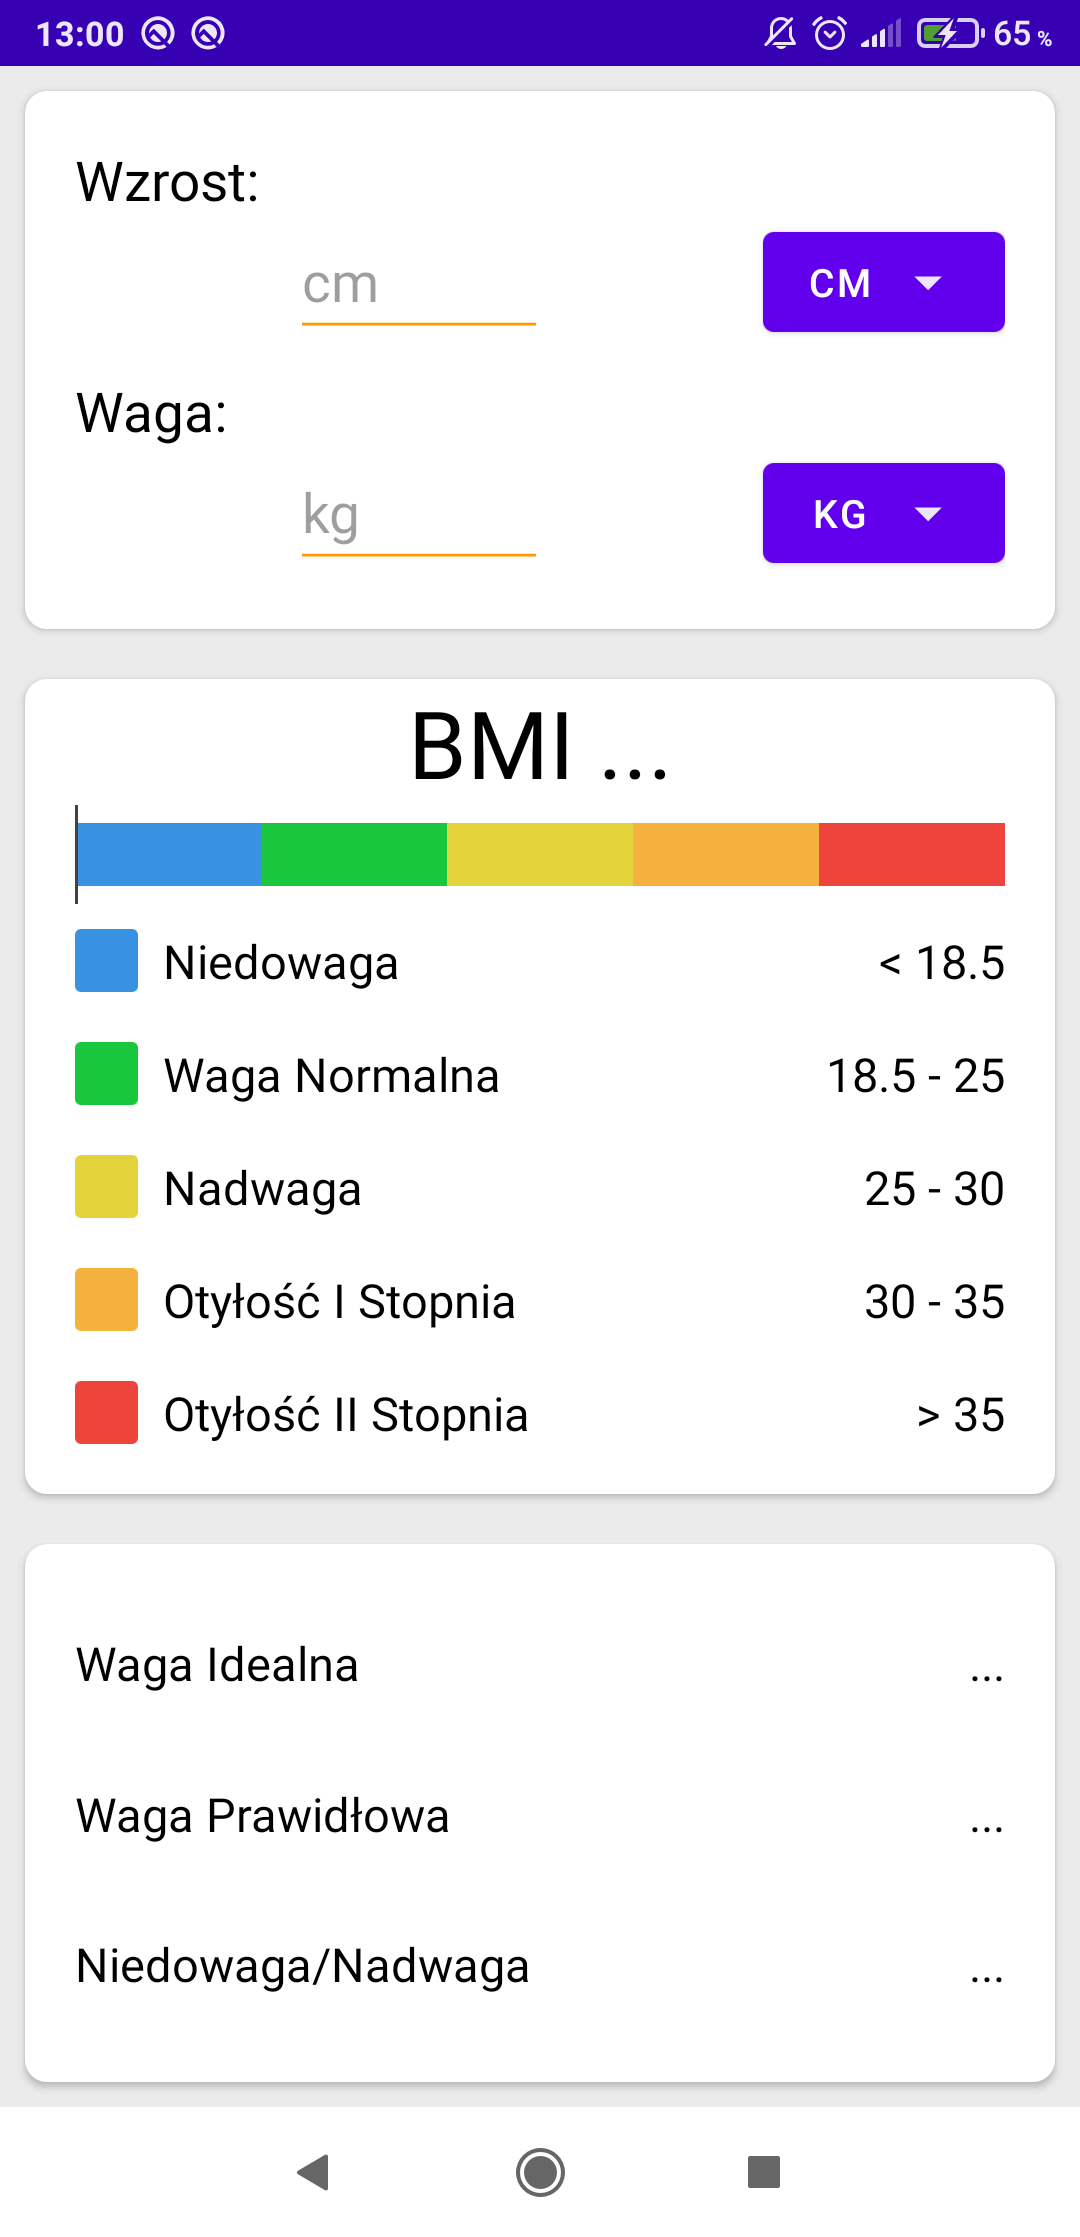 13:00 65 %
Wzrost:
cm CM
Waga:
kg KG
BMI ...
Niedowaga < 18.5
Waga Normalna 18.5 - 25
Nadwaga 25 - 30
Otyłość I Stopnia 30 - 35
Otyłość II Stopnia > 35
Waga Idealna ...
Waga Prawidłowa ...
Niedowaga/Nadwaga ...